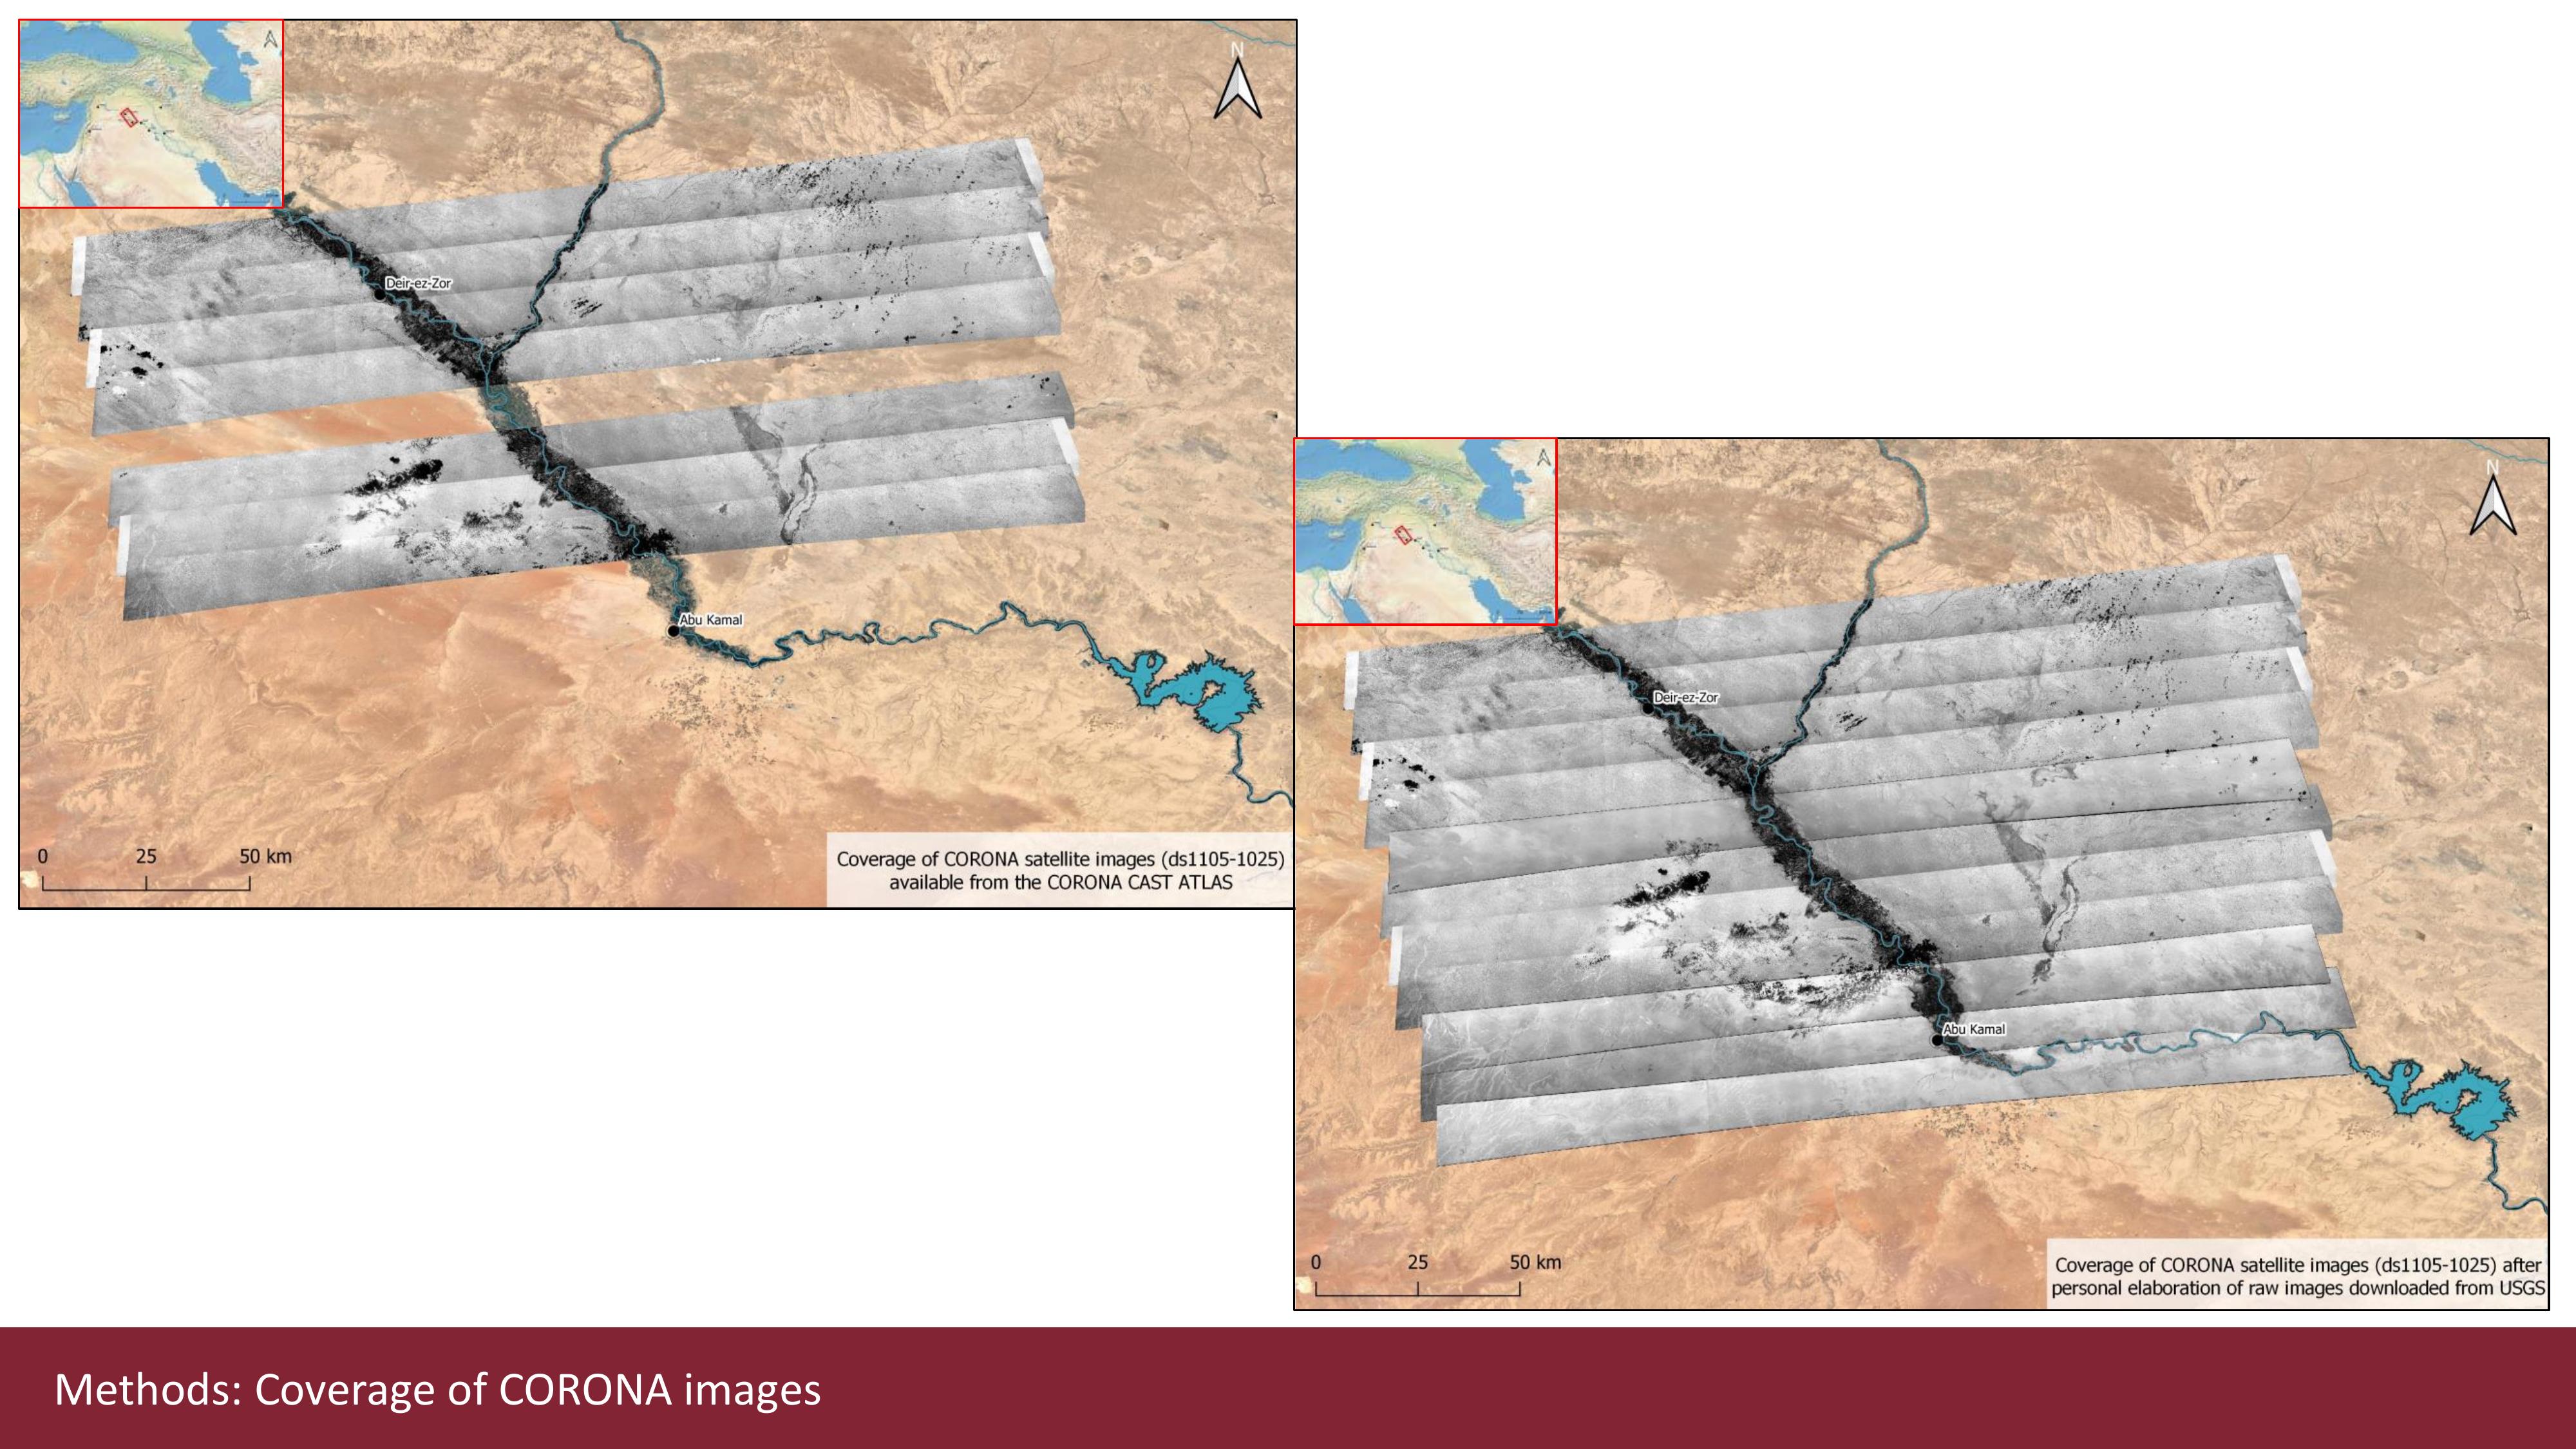 N
Deir-ez-Zor
Abu Kamal
0 25 50 km
Coverage of CORONA satellite images (ds1105-1025)
available from the CORONA CAST ATLAS
N
Deir-ez-Zor
Abu Kamal
0 25 50 km
Coverage of CORONA satellite images (ds1105-1025) after
personal elaboration of raw images downloaded from USGS
Methods: Coverage of CORONA images